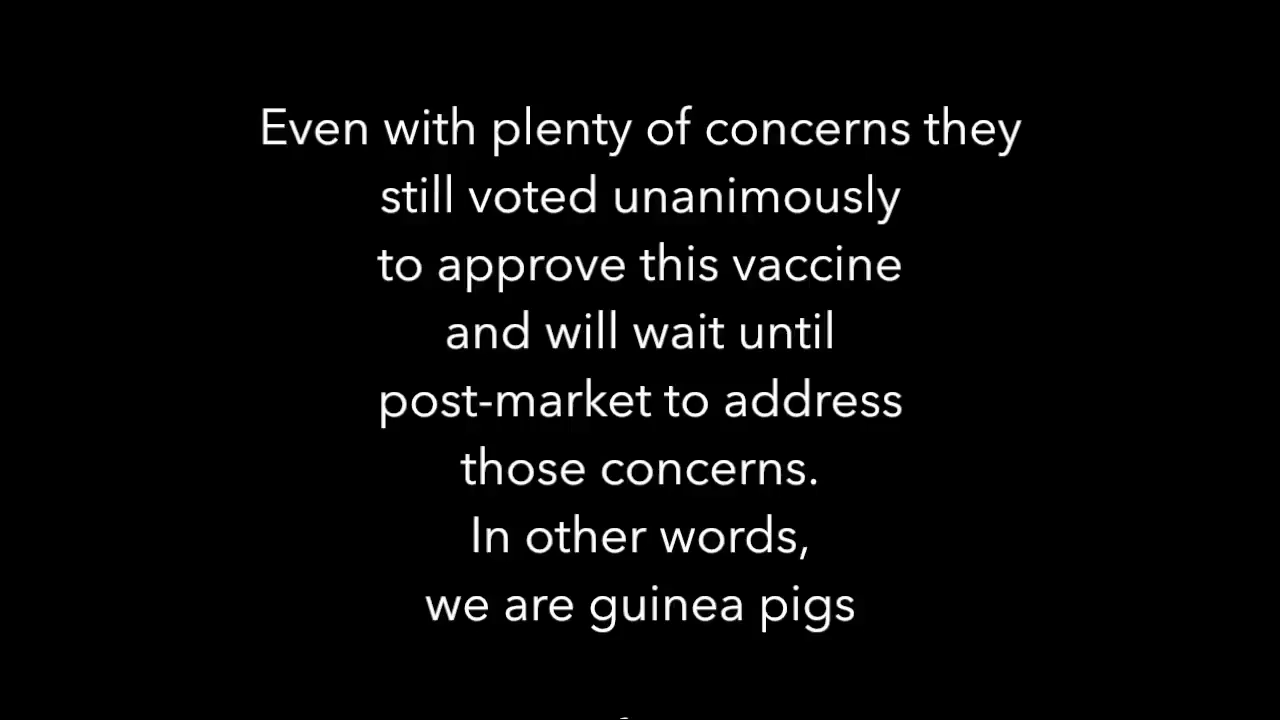 Even with plenty of concerns they
still voted unanimously
to approve this vaccine
and will wait until
post-market to address
those concerns.
In other words,
we are guinea pigs